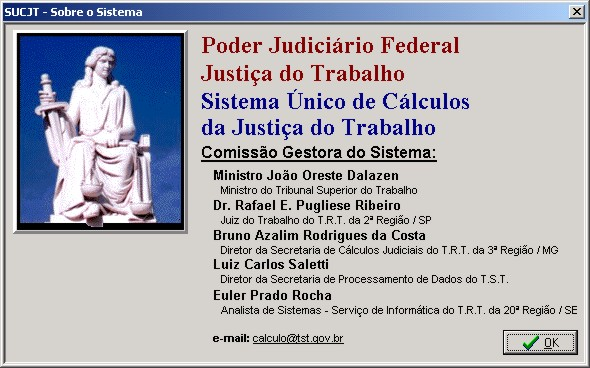 SUCJT - Sobre o Sistema
Poder Judiciário Federal
Justiça do Trabalho
Sistema Único de Cálculos
da Justiça do Trabalho
Comissão Gestora do Sistema:
Ministro João Oreste Dalazen
Ministro do Tribunal Superior do Trabalho
Dr. Rafael E. Pugliese Ribeiro
Juiz do Trabalho do T.R.T. da 2ª Região / SP
Bruno Azalim Rodrigues da Costa
Diretor da Secretaria de Cálculos Judiciais do T.R.T. da 3ª Região / MG
Luiz Carlos Saletti
Diretor da Secretaria de Processamento de Dados do T.S.T.
Euler Prado Rocha
Analista de Sistemas - Serviço de Informática do T.R.T. da 20ª Região / SE
e-mail: calculo@tst.gov.br
OK